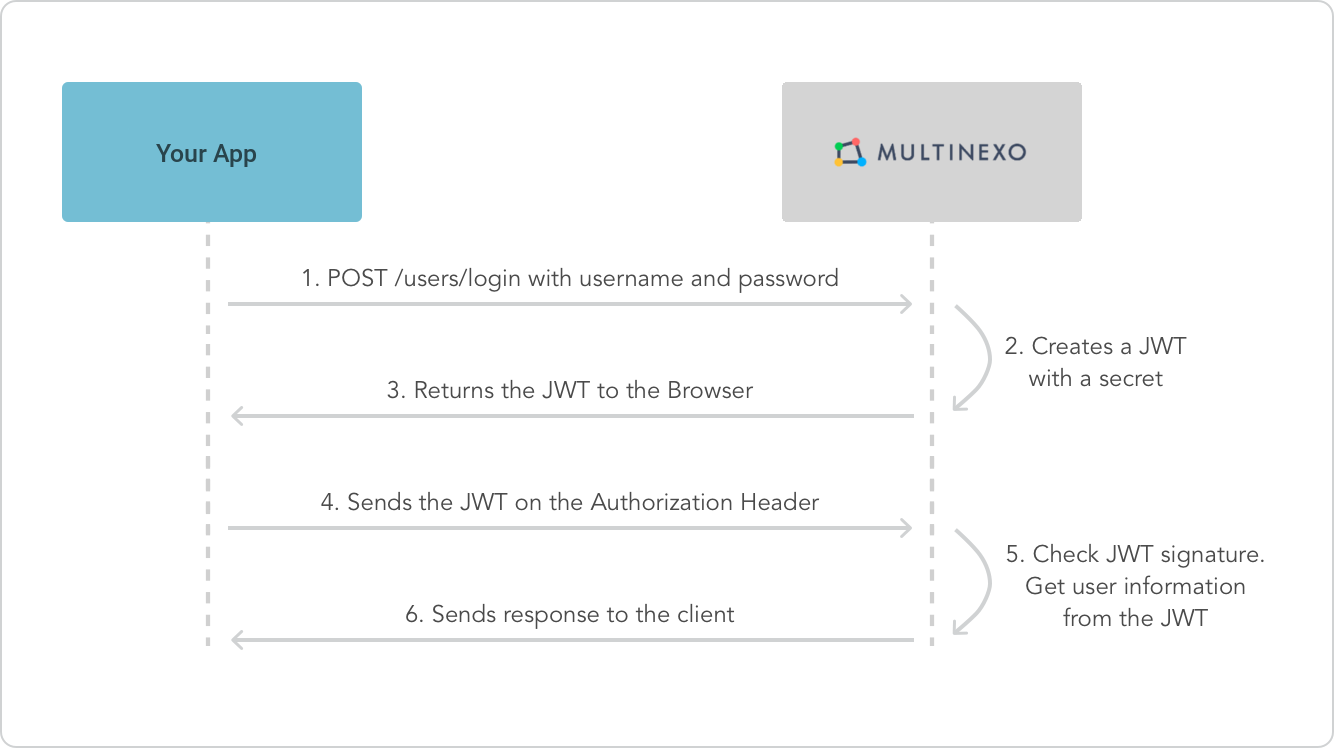 Your App
MULTINEXO
1. POST /users/login with username and password
2. Creates a JWT
with a secret
3. Returns the JWT to the Browser
4. Sends the JWT on the Authorization Header
5. Check JWT signature.
Get user information
from the JWT
6. Sends response to the client